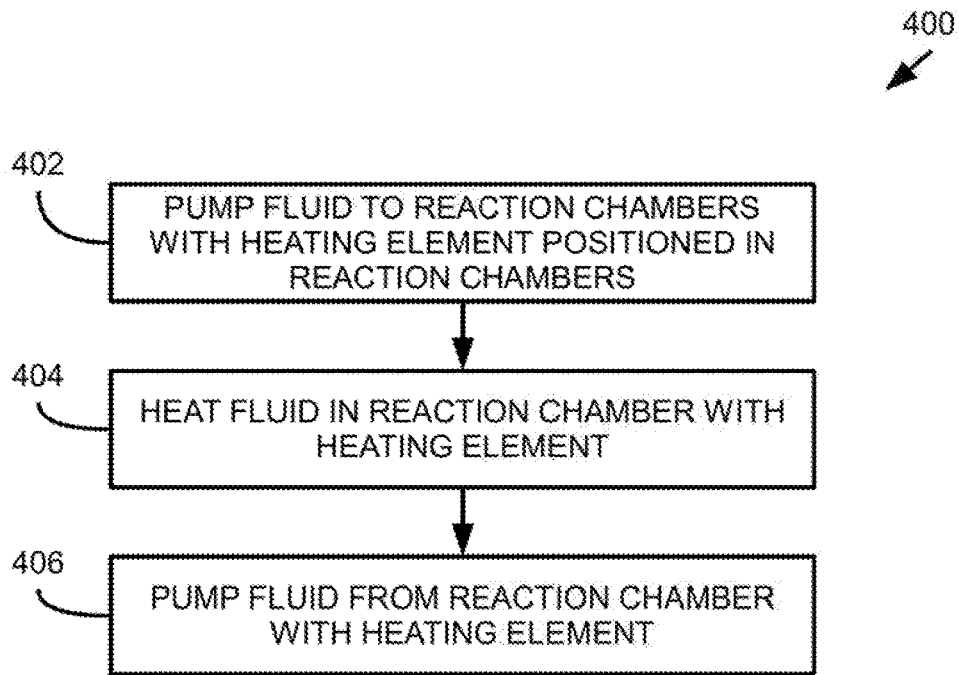 400
402
PUMP FLUID TO REACTION CHAMBERS
WITH HEATING ELEMENT POSITIONED IN
REACTION CHAMBERS
404
HEAT FLUID IN REACTION CHAMBER WITH
HEATING ELEMENT
406
PUMP FLUID FROM REACTION CHAMBER
WITH HEATING ELEMENT